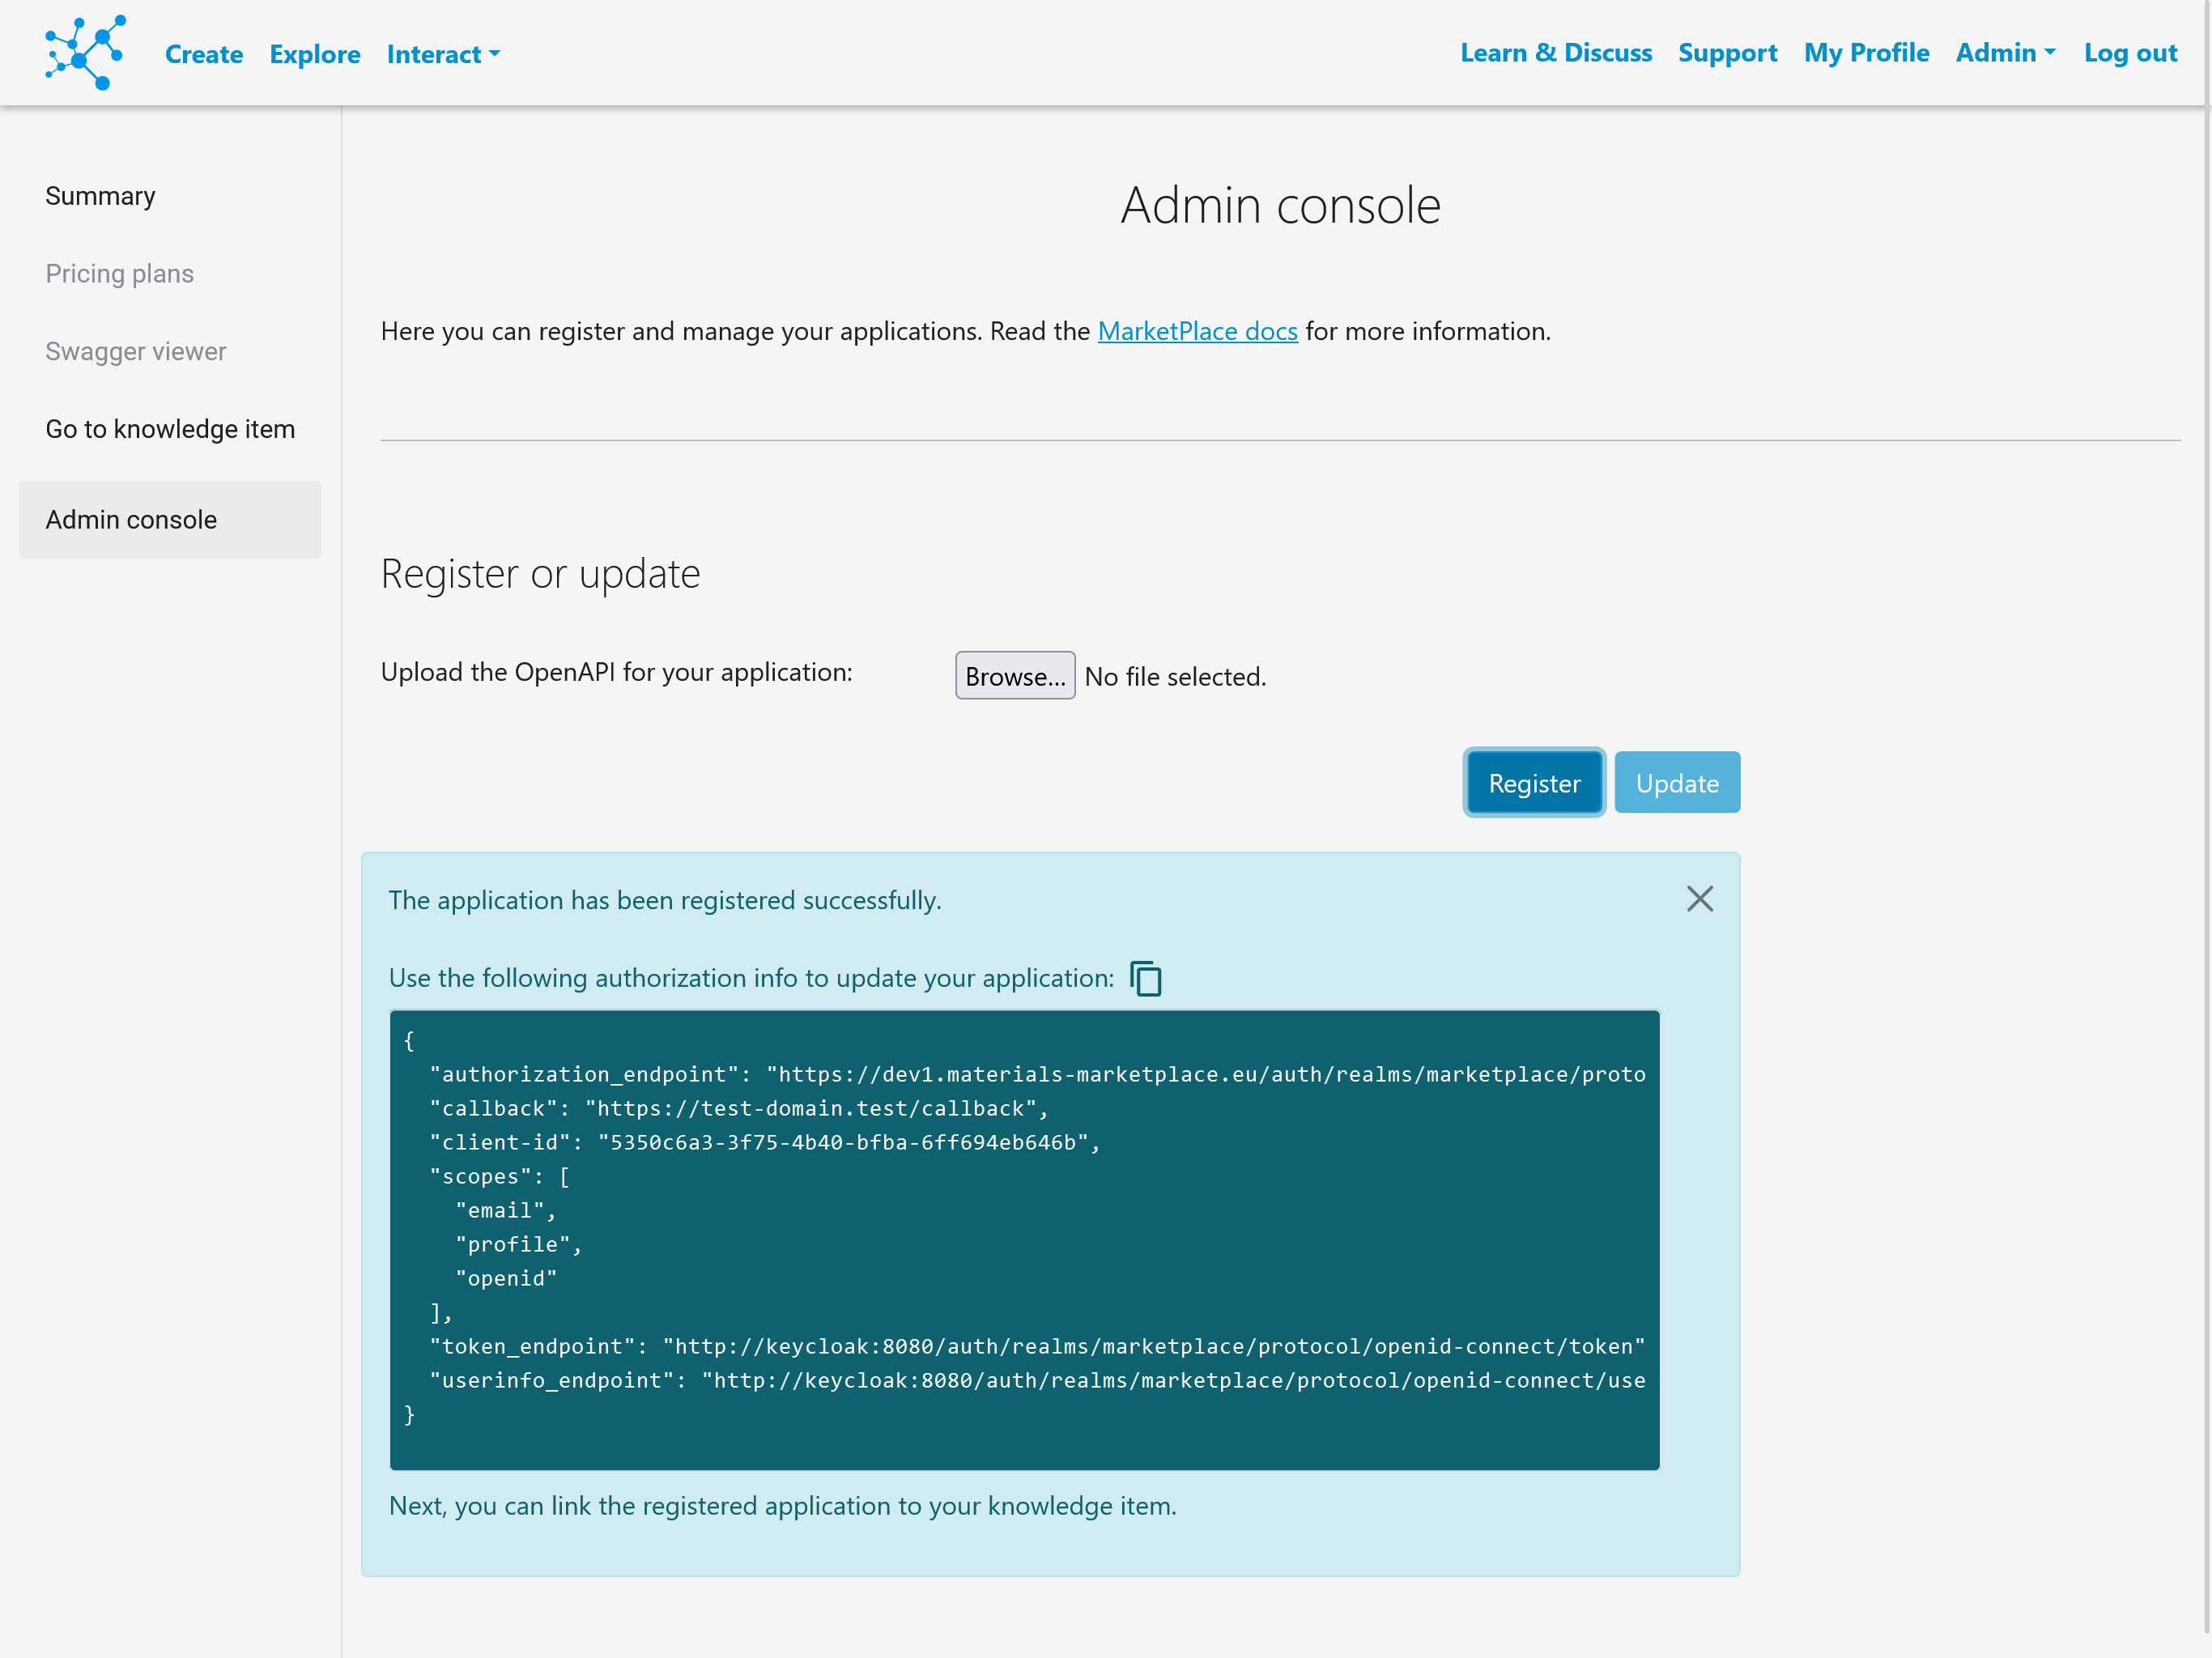 Create Explore Interact
Learn & Discuss Support My Profile Admin Log out
Summary
Pricing plans
Swagger viewer
Go to knowledge item
Admin console
Admin console
Here you can register and manage your applications. Read the MarketPlace docs for more information.
Register or update
Upload the OpenAPI for your application: Browse... No file selected.
Register Update
The application has been registered successfully.
Use the following authorization info to update your application:
{
  "authorization_endpoint": "https://dev1.materials-marketplace.eu/auth/realms/marketplace/proto
  "callback": "https://test-domain.test/callback",
  "client-id": "5350c6a3-3f75-4b40-bfba-6ff694eb646b",
  "scopes": [
    "email",
    "profile",
    "openid"
  ],
  "token_endpoint": "http://keycloak:8080/auth/realms/marketplace/protocol/openid-connect/token"
  "userinfo_endpoint": "http://keycloak:8080/auth/realms/marketplace/protocol/openid-connect/use
}
Next, you can link the registered application to your knowledge item.